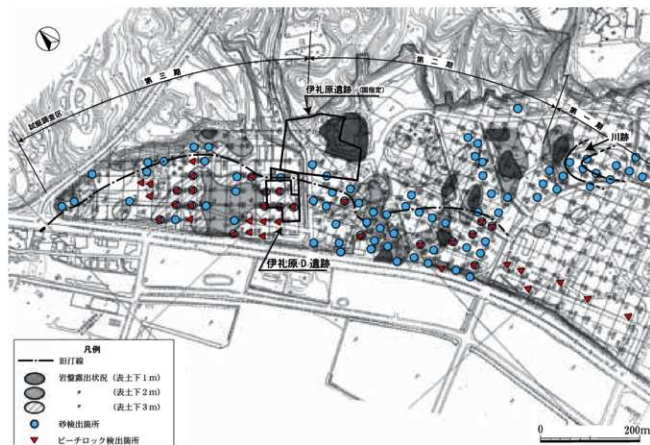 第三期
第二期
第一期
試掘調査区
伊礼原遺跡 (国指定)
川跡
伊礼原D遺跡
凡例
旧汀線
岩盤露出状況 (表土下1m)
〃 (表土下2m)
〃 (表土下3m)
砂検出箇所
ビーチロック検出箇所
0 200m